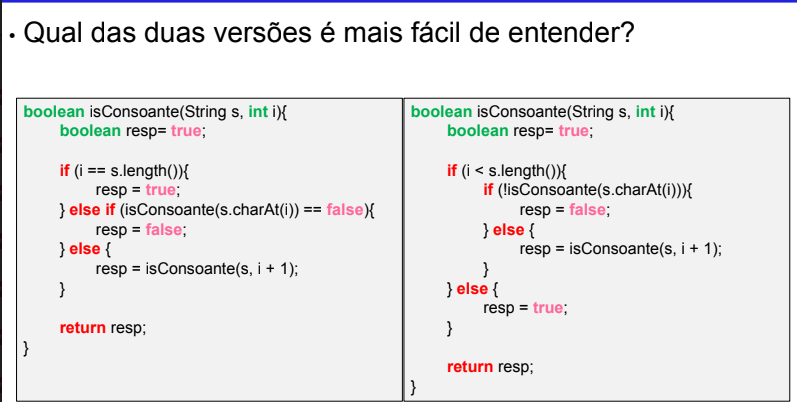 • Qual das duas versões é mais fácil de entender?
boolean isConsoante(String s, int i){
boolean resp= true;
if (i == s.length()){
resp = true;
} else if (isConsoante(s.charAt(i)) == false){
resp = false;
} else {
resp = isConsoante(s, i + 1);
}
return resp;
}
boolean isConsoante(String s, int i){
boolean resp= true;
if (i < s.length()){
if (!isConsoante(s.charAt(i))){
resp = false;
} else {
resp = isConsoante(s, i + 1);
}
} else {
resp = true;
}
return resp;
}